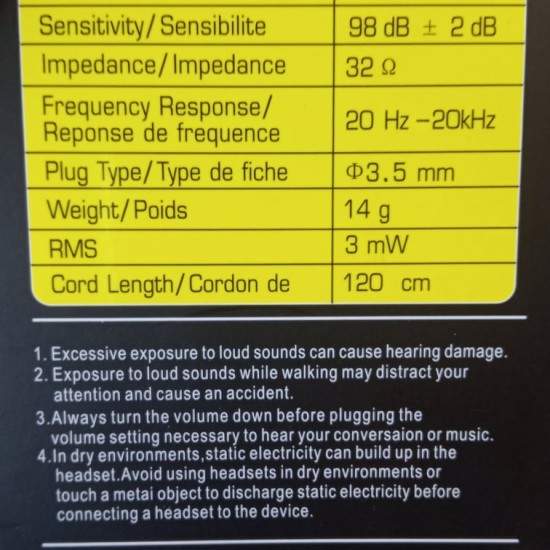 Sensitivity/Sensibilite 98 dB ± 2 dB
Impedance/Impedance 32 Ω
Frequency Response/
Reponse de frequence 20 Hz -20kHz
Plug Type/Type de fiche Φ3.5 mm
Weight/Poids 14 g
RMS 3 mW
Cord Length/Cordon de 120 cm
1. Excessive exposure to loud sounds can cause hearing damage.
2. Exposure to loud sounds while walking may distract your
attention and cause an accident.
3.Always turn the volume down before plugging the
volume setting necessary to hear your conversaion or music.
4.In dry environments,static electricity can build up in the
headset.Avoid using headsets in dry environments or
touch a metai object to discharge static electricity before
connecting a headset to the device.